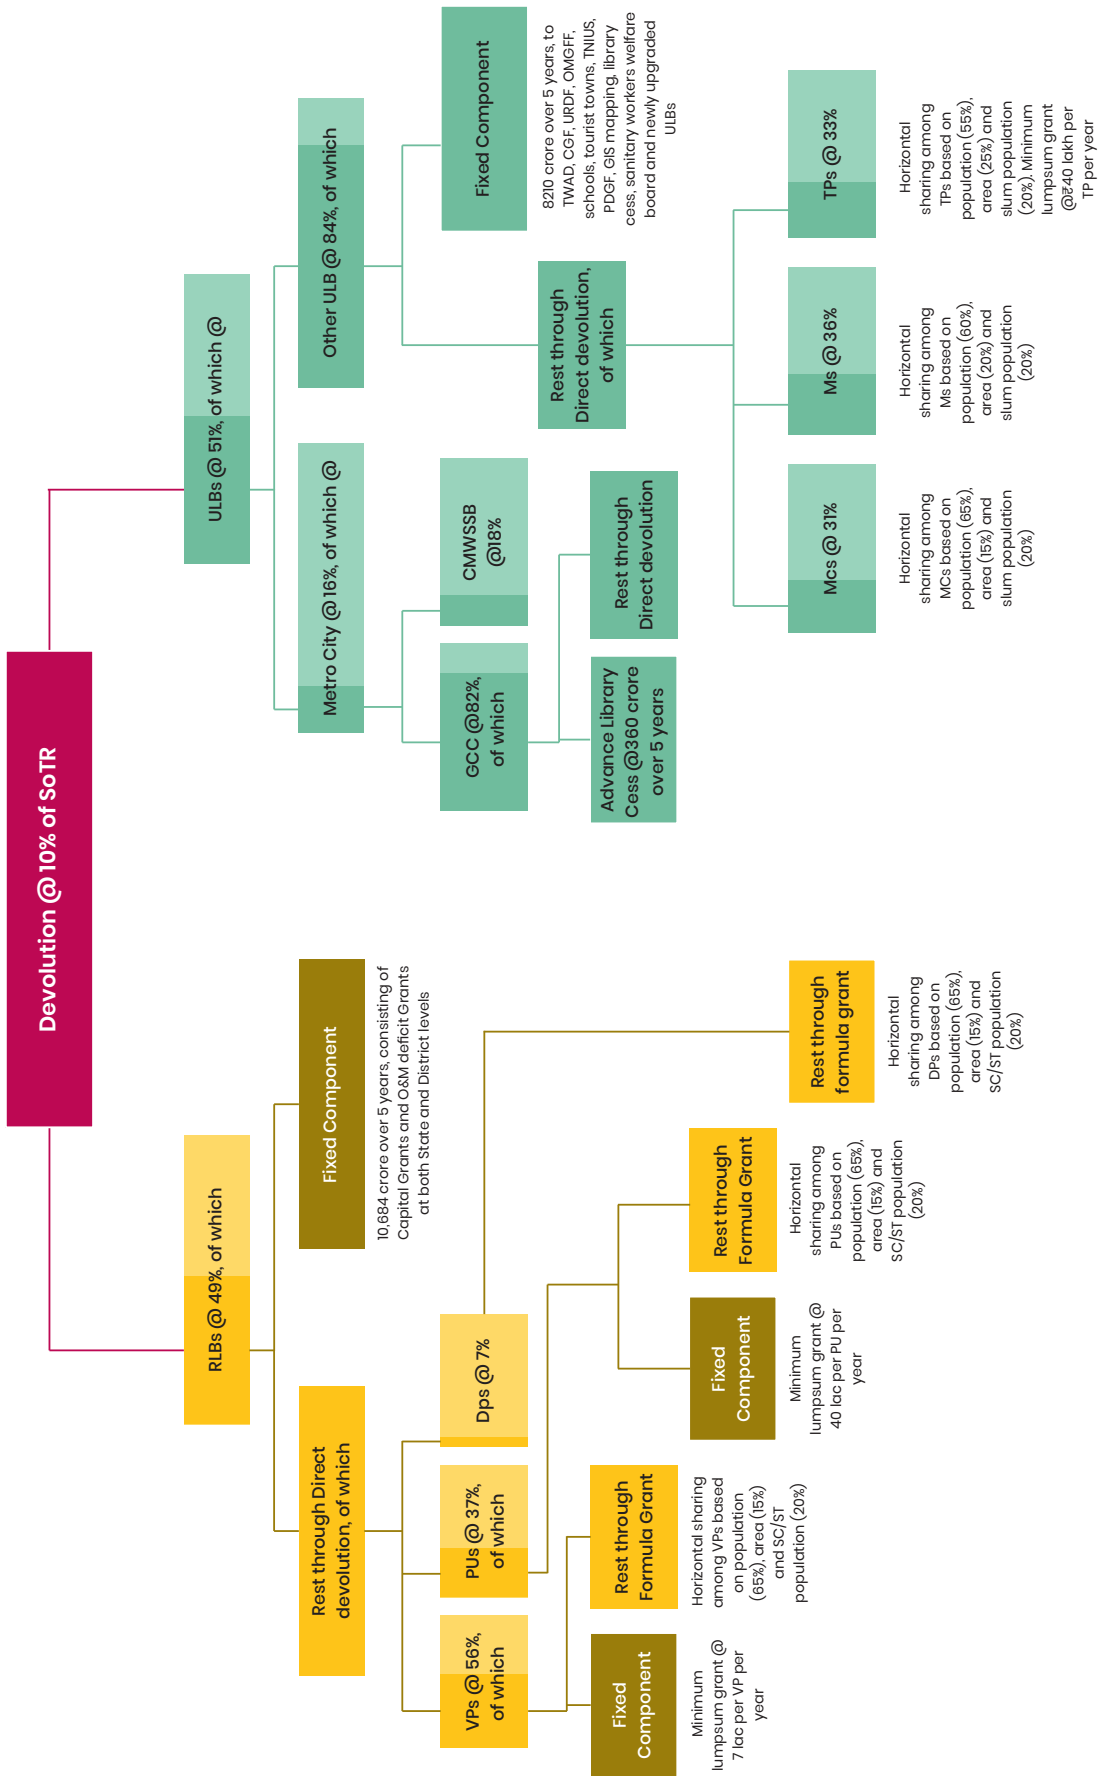 Devolution @ 10% of SoTR
RLBs @ 49%, of which
ULBs @ 51%, of which @
Rest through Direct
devolution, of which
Fixed Component
10,684 crore over 5 years, consisting of
Capital Grants and O&M deficit Grants
at both State and District levels
Metro City @ 16%, of which @
Other ULB @ 84%, of which
VPs @ 56%,
of which
PUs @ 37%,
of which
Dps @ 7%
GCC @82%,
of which
CMWSSB
@18%
Fixed Component
8210 crore over 5 years, to
TWAD, CGF, URDF, OMGFF,
schools, tourist towns, TNIUS,
PDGF, GIS mapping, library
cess, sanitary workers welfare
board and newly upgraded
ULBs
Rest through
Direct devolution,
of which
Fixed
Component
Minimum
lumpsum grant @
7 lac per VP per
year
Rest through
Formula Grant
Horizontal sharing
among VPs based
on population
(65%), area (15%)
and SC/ST
population (20%)
Advance Library
Cess @360 crore
over 5 years
Rest through
Direct devolution
Fixed
Component
Minimum
lumpsum grant @
40 lac per PU per
year
Rest through
Formula Grant
Horizontal
sharing among
PUs based on
population (65%),
area (15%) and
SC/ST population
(20%)
Rest through
formula grant
Horizontal
sharing among
DPs based on
population (65%),
area (15%) and
SC/ST population
(20%)
Mcs @ 31%
Horizontal
sharing among
MCs based on
population (65%),
area (15%) and
slum population
(20%)
Ms @ 36%
Horizontal
sharing among
Ms based on
population (60%),
area (20%) and
slum population
(20%)
TPs @ 33%
Horizontal
sharing among
TPs based on
population (55%),
area (25%) and
slum population
(20%). Minimum
lumpsum grant
@₹40 lakh per
TP per year